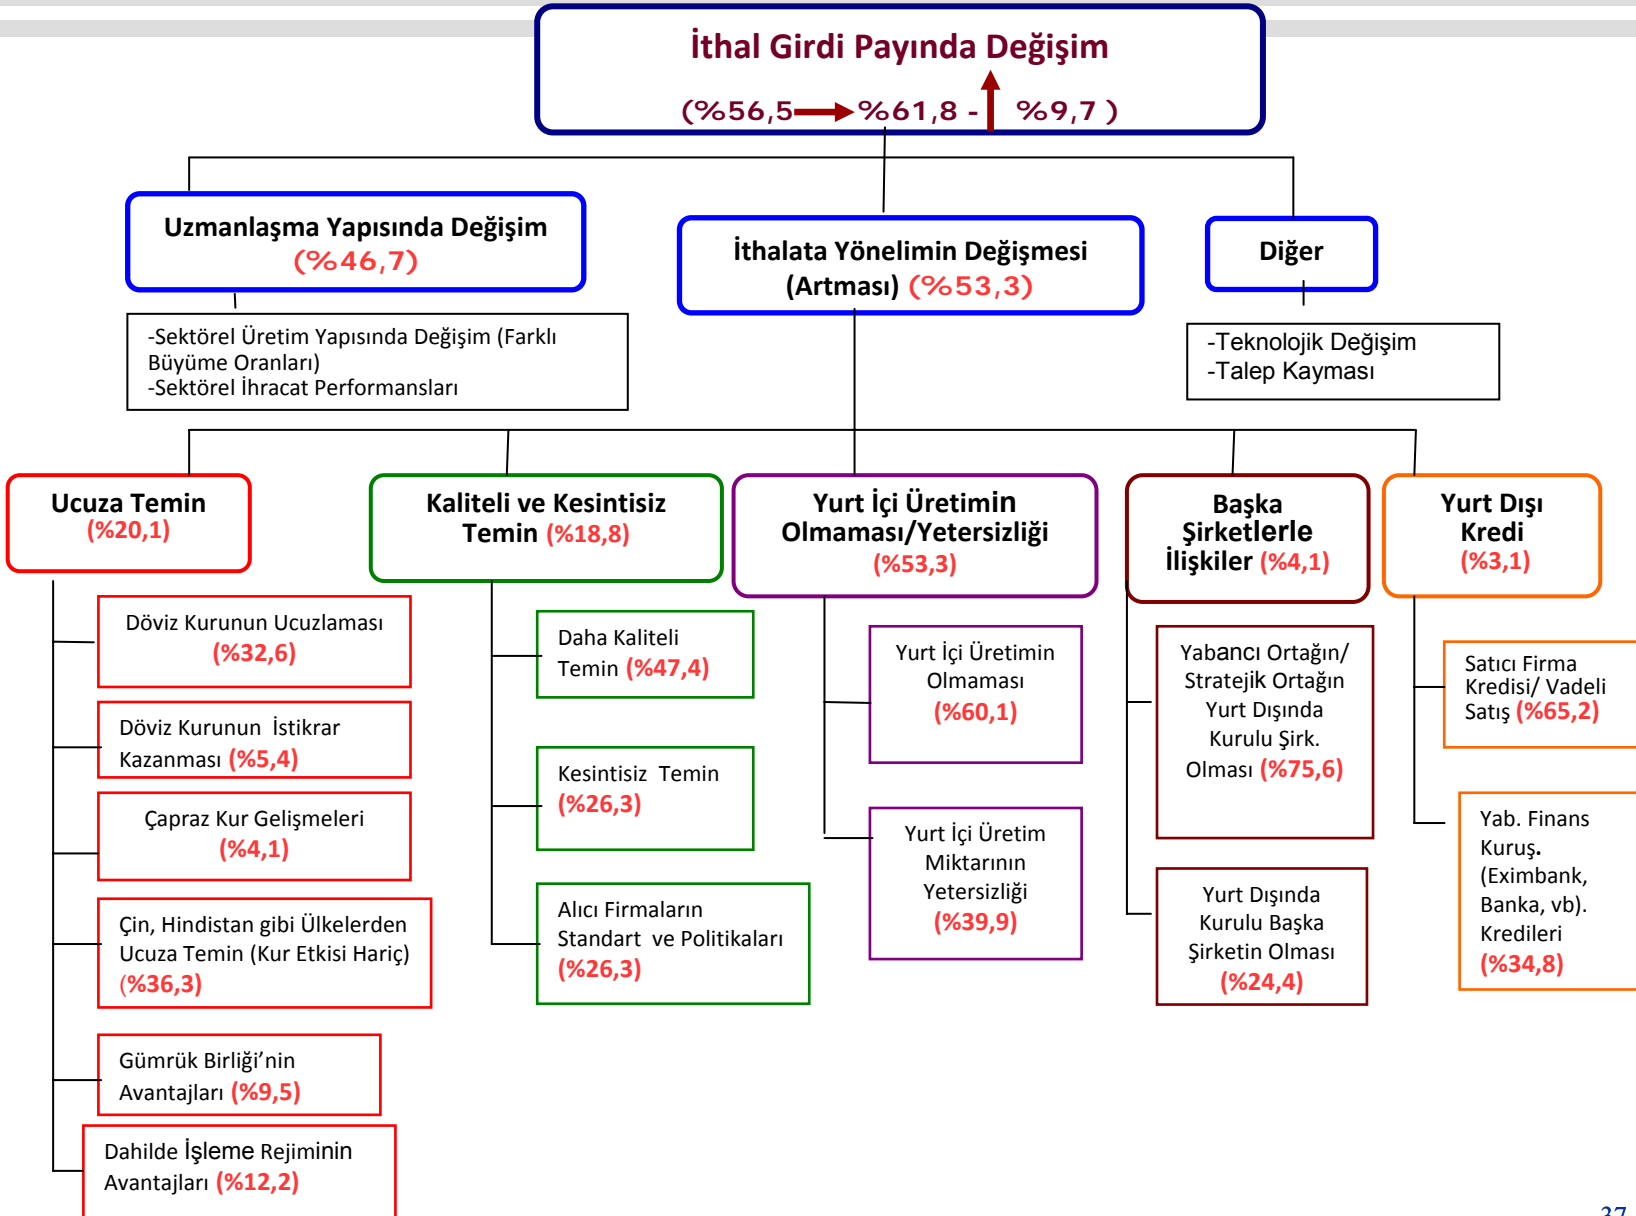 İthal Girdi Payında Değişim
(%56,5 %61,8 - %9,7 )
Uzmanlaşma Yapısında Değişim
(%46,7)
İthalata Yönelimin Değişmesi
(Artması) (%53,3)
Diğer
-Sektörel Üretim Yapısında Değişim (Farklı
Büyüme Oranları)
-Sektörel İhracat Performansları
-Teknolojik Değişim
-Talep Kayması
Ucuza Temin
(%20,1)
Kaliteli ve Kesintisiz
Temin (%18,8)
Yurt İçi Üretimin
Olmaması/Yetersizliği
(%53,3)
Başka
Şirketlerle
İlişkiler (%4,1)
Yurt Dışı
Kredi
(%3,1)
Döviz Kurunun Ucuzlaması
(%32,6)
Döviz Kurunun İstikrar
Kazanması (%5,4)
Çapraz Kur Gelişmeleri
(%4,1)
Çin, Hindistan gibi Ülkelerden
Ucuza Temin (Kur Etkisi Hariç)
(%36,3)
Gümrük Birliği’nin
Avantajları (%9,5)
Dahilde İşleme Rejiminin
Avantajları (%12,2)
Daha Kaliteli
Temin (%47,4)
Kesintisiz Temin
(%26,3)
Alıcı Firmaların
Standart ve Politikaları
(%26,3)
Yurt İçi Üretimin
Olmaması
(%60,1)
Yurt İçi Üretim
Miktarının
Yetersizliği
(%39,9)
Yabancı Ortağın/
Stratejik Ortağın
Yurt Dışında
Kurulu Şirk.
Olması (%75,6)
Yurt Dışında
Kurulu Başka
Şirketin Olması
(%24,4)
Satıcı Firma
Kredisi/ Vadeli
Satış (%65,2)
Yab. Finans
Kuruş.
(Eximbank,
Banka, vb).
Kredileri
(%34,8)
37